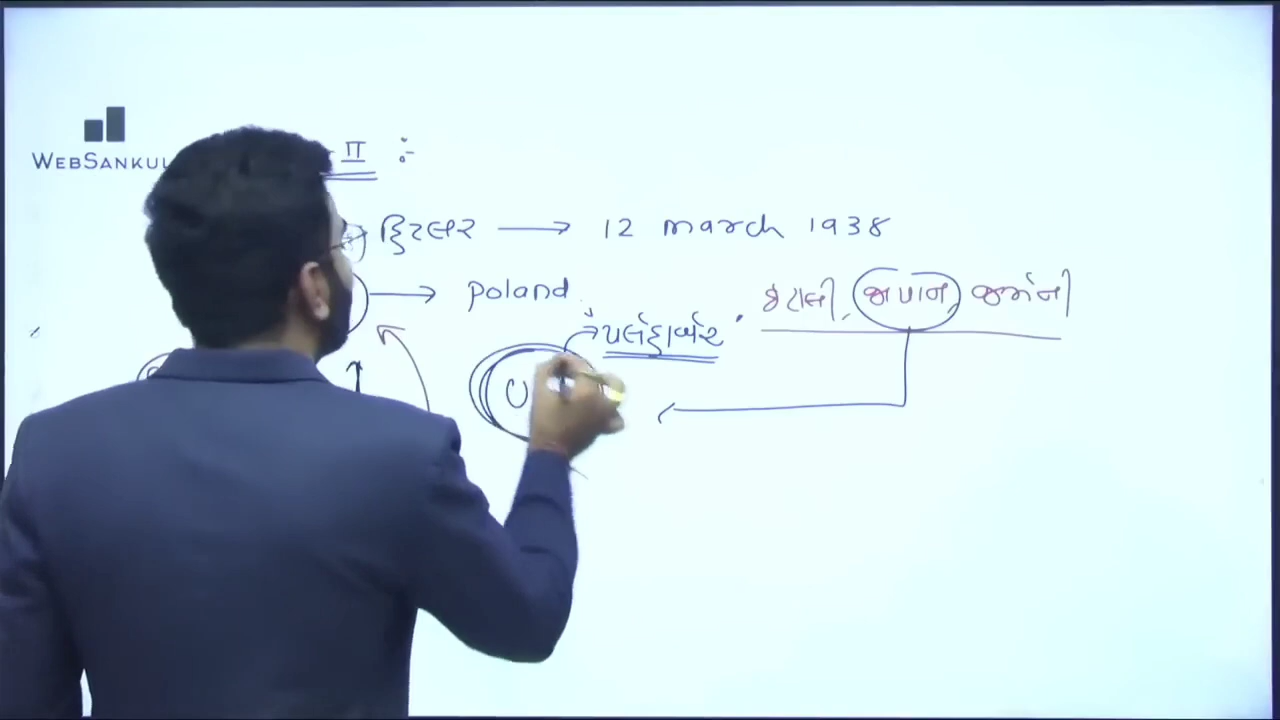 WEBSANKUL
-II :-
હિટલર → 12 march 1938
→ poland
ઇટાલી, જાપાન, જર્મની
પર્લહાર્બર
U